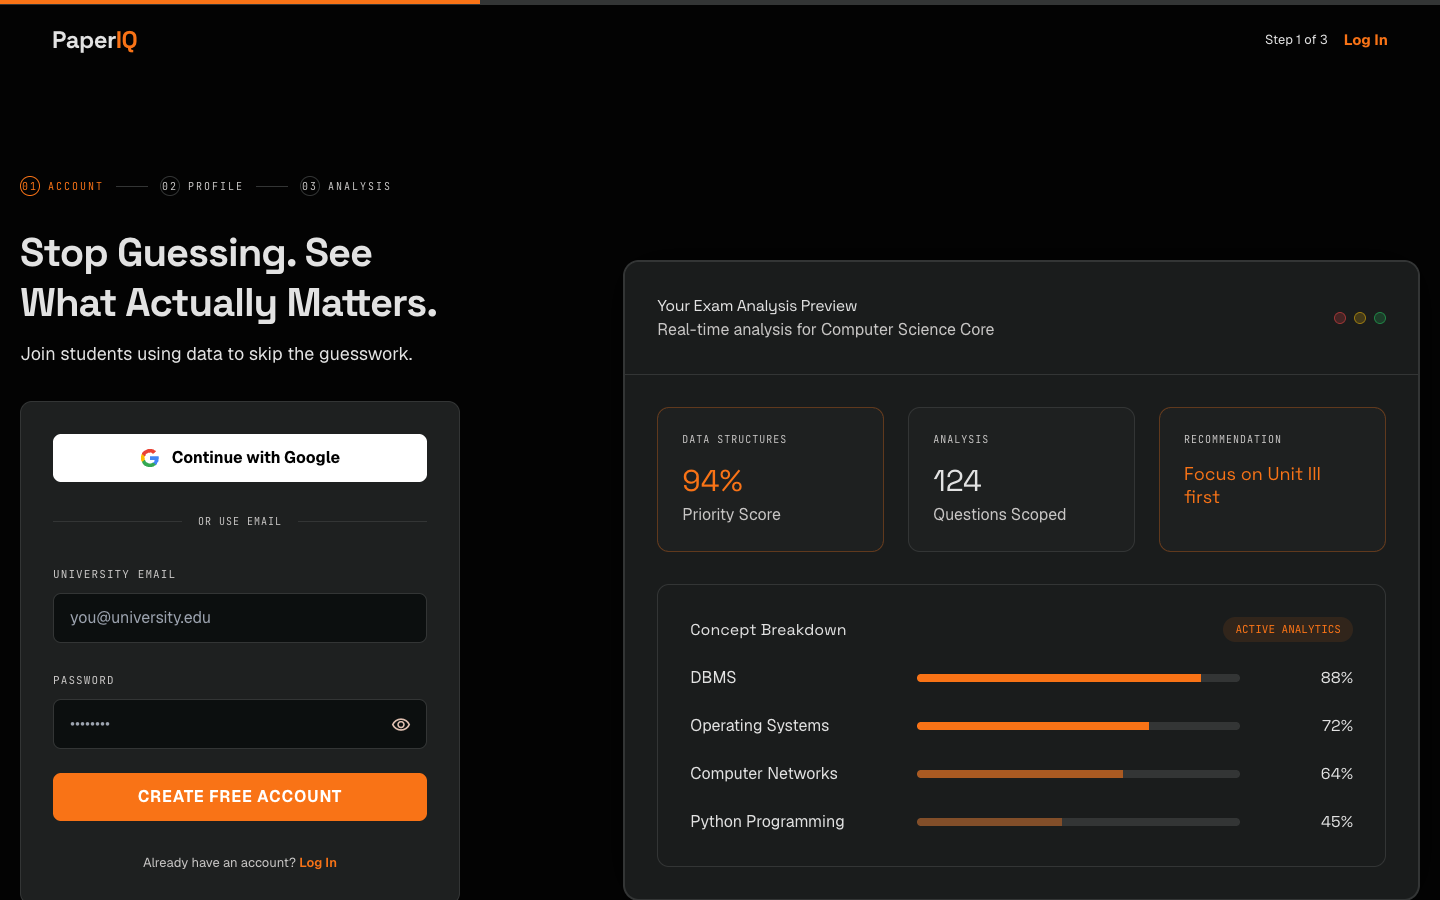 PaperIQ
Step 1 of 3
Log In
01 ACCOUNT
02 PROFILE
03 ANALYSIS
Stop Guessing. See
What Actually Matters.
Join students using data to skip the guesswork.
Continue with Google
OR USE EMAIL
UNIVERSITY EMAIL
you@university.edu
PASSWORD
••••••••
CREATE FREE ACCOUNT
Already have an account? Log In
Your Exam Analysis Preview
Real-time analysis for Computer Science Core
DATA STRUCTURES
94%
Priority Score
ANALYSIS
124
Questions Scoped
RECOMMENDATION
Focus on Unit III
first
Concept Breakdown
ACTIVE ANALYTICS
DBMS 88%
Operating Systems 72%
Computer Networks 64%
Python Programming 45%